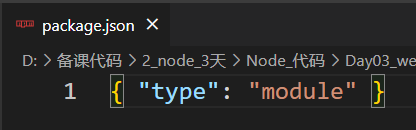 package.json ×
D: > 备课代码 > 2_node_3天 > Node_代码 > Day03_we
1 { "type": "module" }